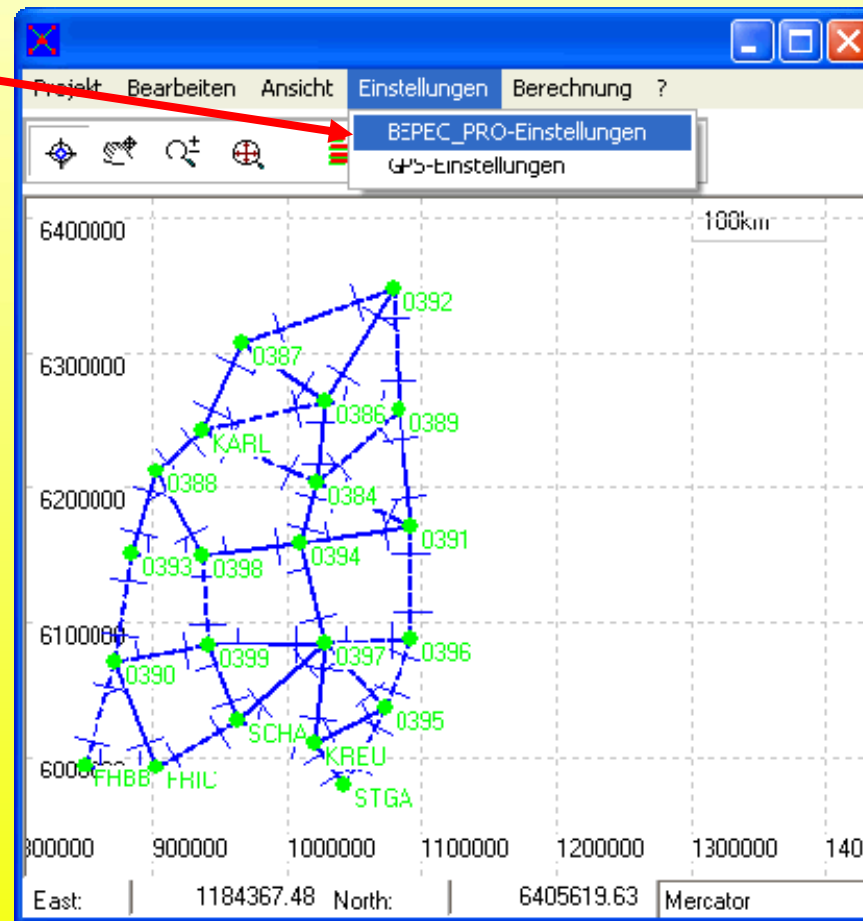 Projekt Bearbeiten Ansicht Einstellungen Berechnung ?
BEPEC_PRO-Einstellungen
GPS-Einstellungen
100km
6400000
0392
0387
6300000
0386
0389
KARL
0388
6200000
0384
0391
0393
0398
0394
6100000
0399
0397
0396
0390
0395
SCHA
KREU
6000000
FHBB
STGA
900000
1000000
1100000
1200000
1300000
East: 1184367.48 North: 6405619.63 Mercator